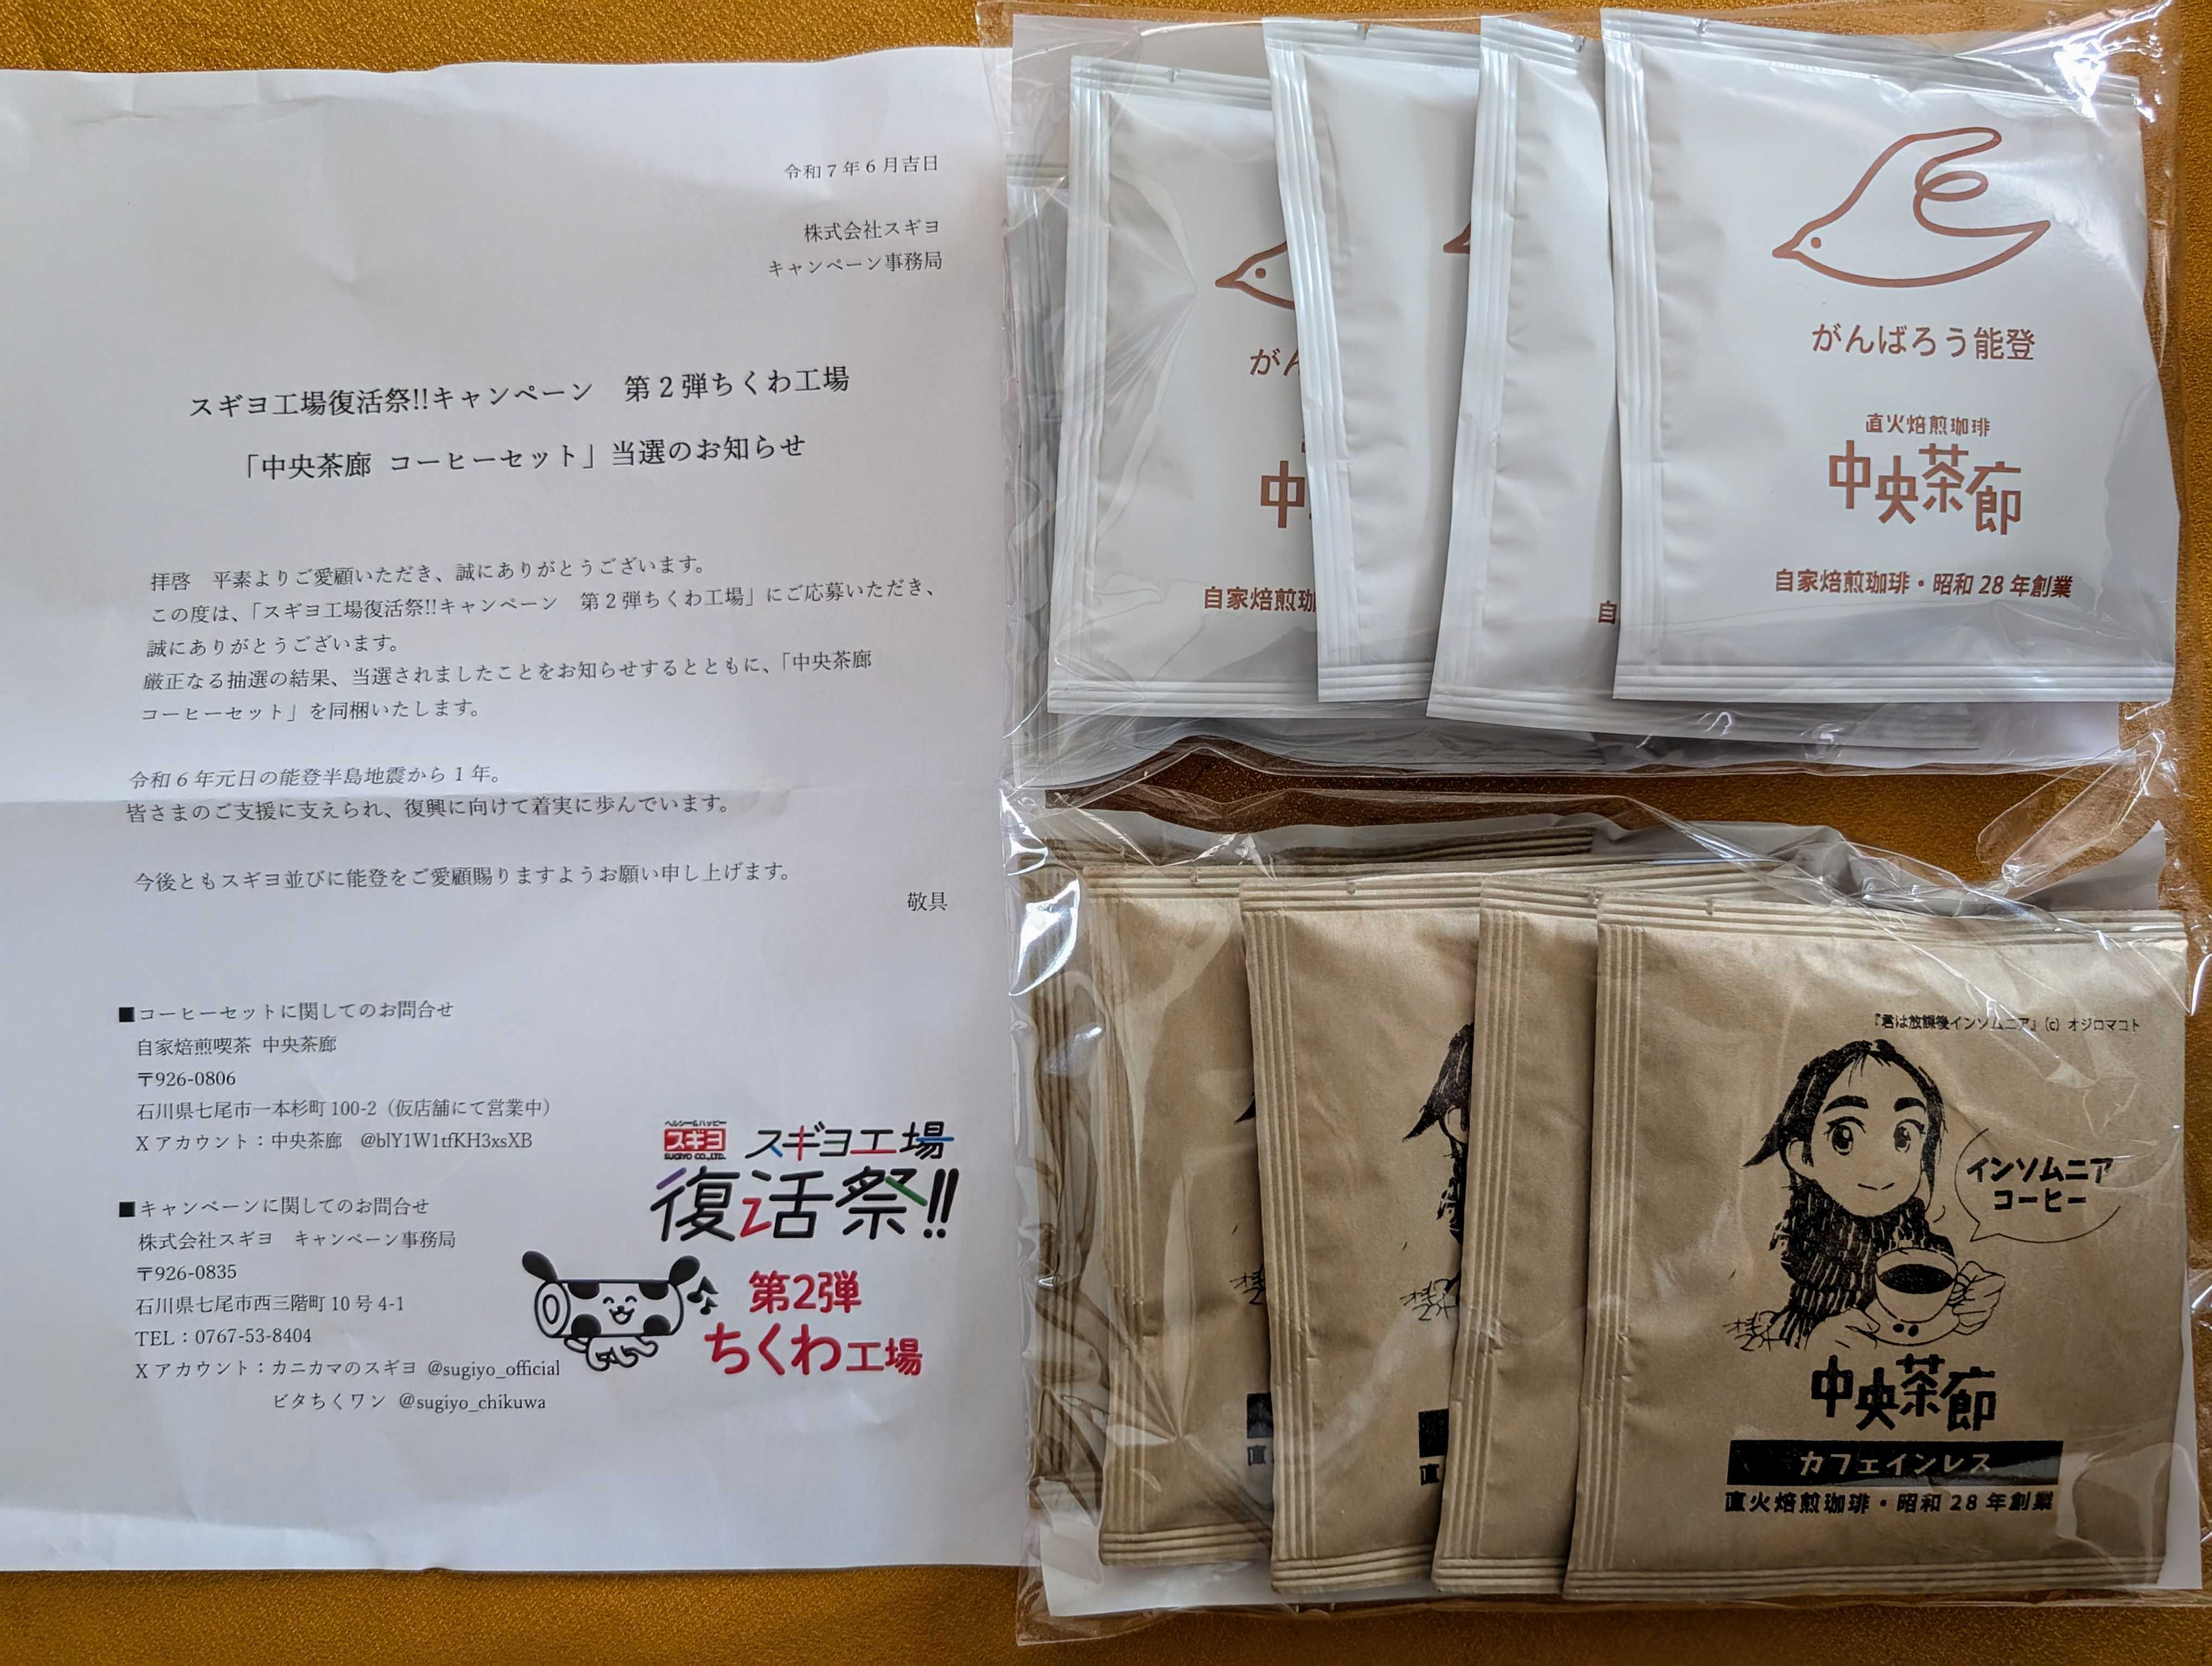 令和7年6月吉日
株式会社スギヨ
キャンペーン事務局
スギヨ工場復活祭!!キャンペーン　第2弾ちくわ工場
「中央茶廊 コーヒーセット」当選のお知らせ
拝啓　平素よりご愛顧いただき、誠にありがとうございます。
この度は、「スギヨ工場復活祭!!キャンペーン　第2弾ちくわ工場」にご応募いただき、
誠にありがとうございます。
厳正なる抽選の結果、当選されましたことをお知らせするとともに、「中央茶廊
コーヒーセット」を同梱いたします。
令和6年元日の能登半島地震から1年。
皆さまのご支援に支えられ、復興に向けて着実に歩んでいます。
今後ともスギヨ並びに能登をご愛顧賜りますようお願い申し上げます。
敬具
■コーヒーセットに関してのお問合せ
自家焙煎喫茶 中央茶廊
〒926-0806
石川県七尾市一本杉町100-2（仮店舗にて営業中）
Xアカウント：中央茶廊　@blY1W1tfKH3xsXB
■キャンペーンに関してのお問合せ
株式会社スギヨ　キャンペーン事務局
〒926-0835
石川県七尾市西三階町10号4-1
TEL：0767-53-8404
Xアカウント：カニカマのスギヨ @sugiyo_official
ビタちくワン @sugiyo_chikuwa
ヘルシー&ハッピー
スギヨ
SUGIYO CO.,LTD.
スギヨ工場
復活祭!!
第2弾
ちくわ工場
がん
中
自家焙煎珈
自
がんばろう能登
直火焙煎珈琲
中央茶廊
自家焙煎珈琲・昭和28年創業
直
直
『君は放課後インソムニア』(c) オジロマコト
インソムニア
コーヒー
中央茶廊
カフェインレス
直火焙煎珈琲・昭和28年創業